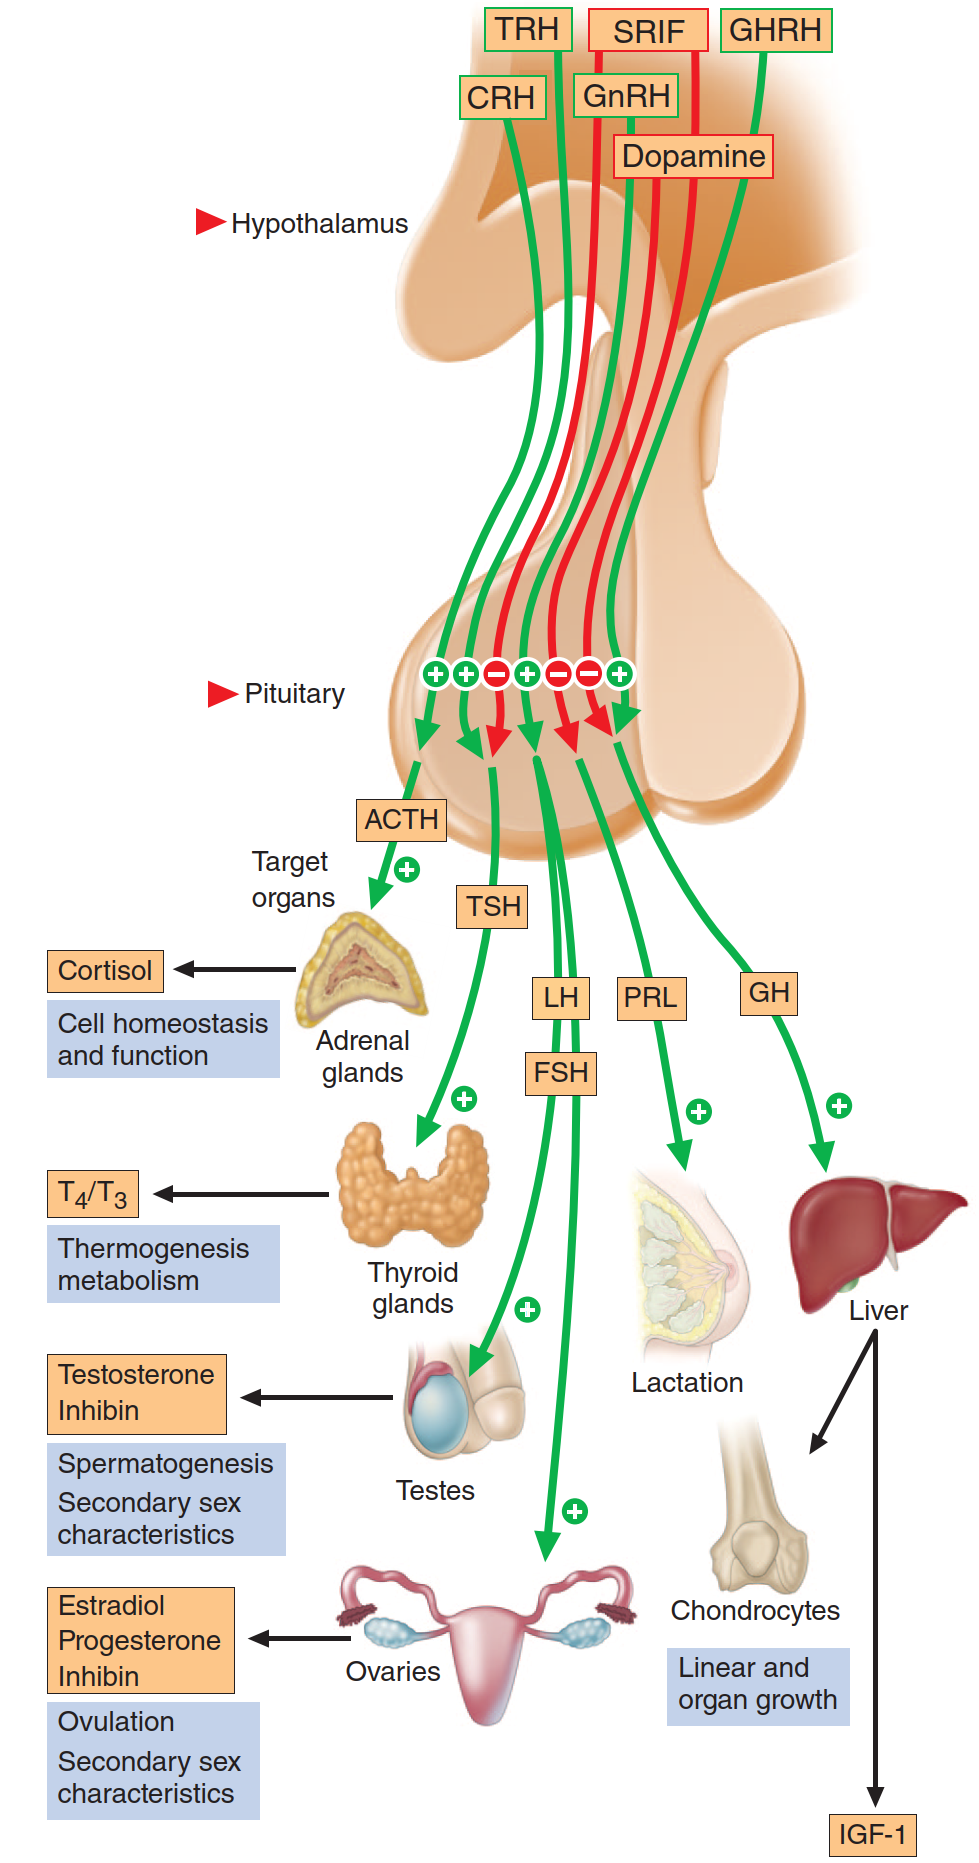 TRH
SRIF
GHRH
CRH
GnRH
Dopamine
Hypothalamus
+ + − + − − +
Pituitary
ACTH
+
Target
organs
TSH
Cortisol
Cell homeostasis
and function
Adrenal
glands
LH
PRL
GH
FSH
+
+
+
T4/T3
Thermogenesis
metabolism
Thyroid
glands
+
Liver
Lactation
Testosterone
Inhibin
Spermatogenesis
Secondary sex
characteristics
Testes
+
Chondrocytes
Linear and
organ growth
Estradiol
Progesterone
Inhibin
Ovaries
Ovulation
Secondary sex
characteristics
IGF-1